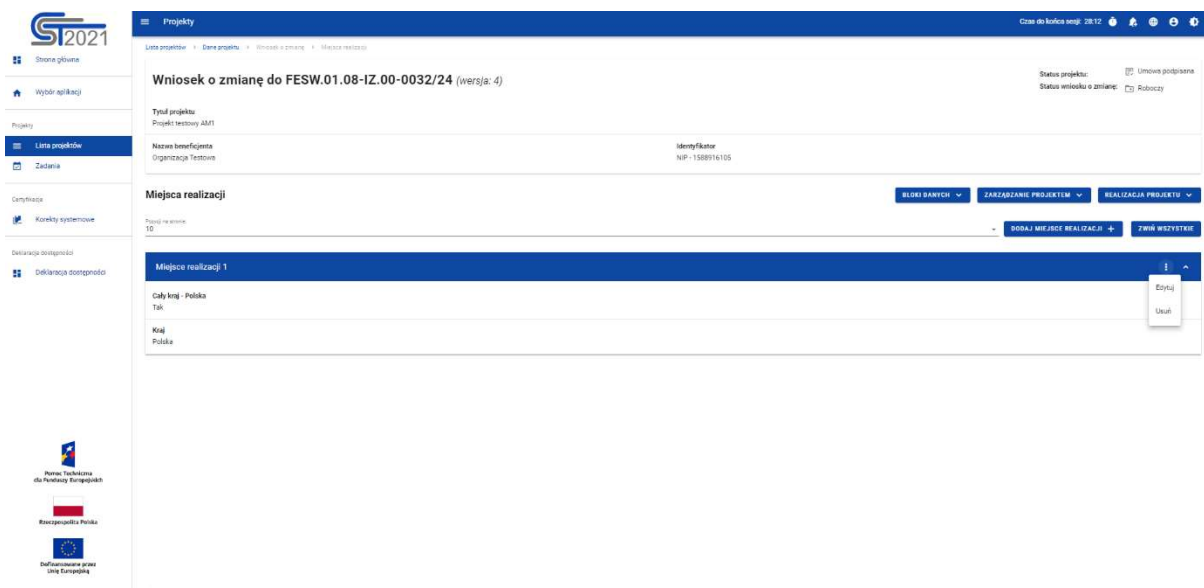 CST2021
Projekty
Czas do końca sesji: 28:12
Strona główna
Wybór aplikacji
Projekty
Lista projektów
Zadania
Certyfikacje
Korekty systemowe
Deklaracja dostępności
Deklaracja dostępności
Lista projektów > Dane projektu > Wniosek o zmianę > Miejsca realizacji
Wniosek o zmianę do FESW.01.08-IZ.00-0032/24 (wersja: 4)
Status projektu: Umowa podpisana
Status wniosku o zmianę: Roboczy
Tytuł projektu
Projekt testowy AM1
Nazwa beneficjenta
Organizacja Testowa
Identyfikator
NIP - 1588916105
Miejsca realizacji
BLOKI DANYCH
ZARZĄDZANIE PROJEKTEM
REALIZACJA PROJEKTU
Pozycji na stronie
10
DODAJ MIEJSCE REALIZACJI +
ZWIŃ WSZYSTKIE
Miejsce realizacji 1
Edytuj
Usuń
Cały kraj - Polska
Tak
Kraj
Polska
Pomoc Techniczna
dla Funduszy Europejskich
Rzeczpospolita Polska
Dofinansowane przez
Unię Europejską